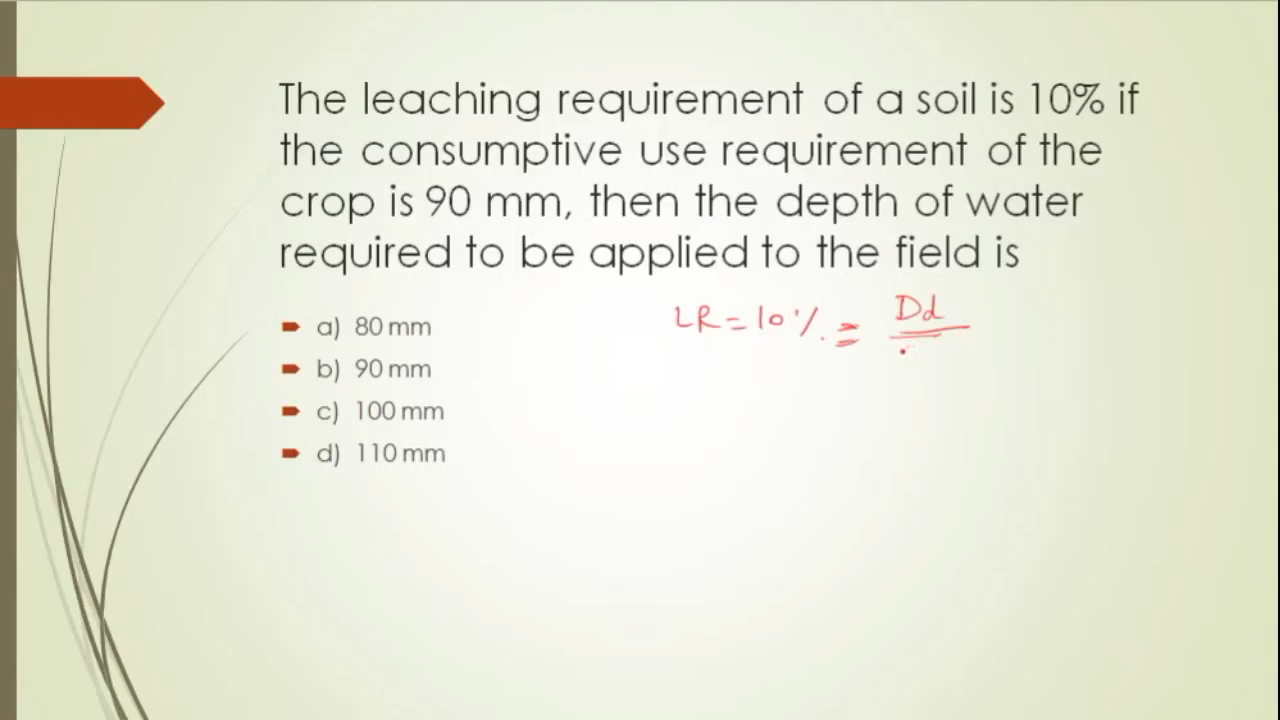 The leaching requirement of a soil is 10% if
the consumptive use requirement of the
crop is 90 mm, then the depth of water
required to be applied to the field is
a) 80 mm
b) 90 mm
c) 100 mm
d) 110 mm
LR = 10 % = Dd